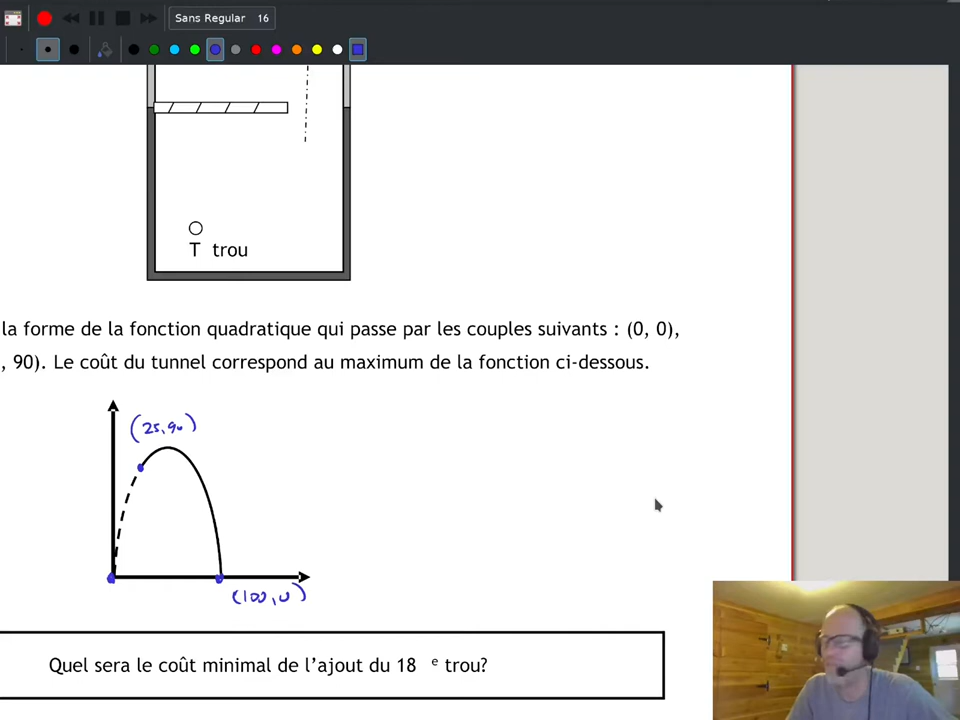 Sans Regular 16
T trou
la forme de la fonction quadratique qui passe par les couples suivants : (0, 0),
, 90). Le coût du tunnel correspond au maximum de la fonction ci-dessous.
(25,90)
(100,0)
Quel sera le coût minimal de l’ajout du 18 e trou?